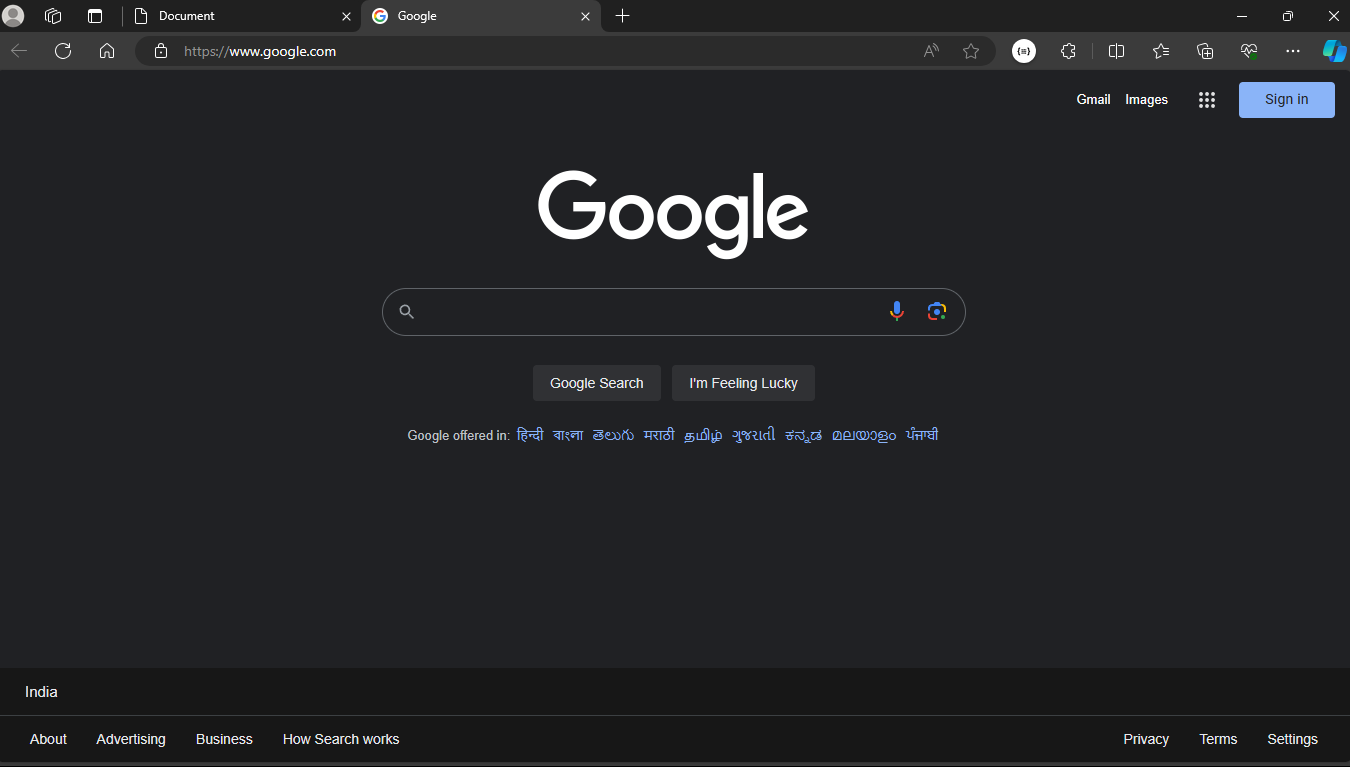 Document
Google
https://www.google.com
Gmail Images
Sign in
Google
Google Search
I'm Feeling Lucky
Google offered in: हिन्दी বাংলা తెలుగు मराठी தமிழ் ગુજરાતી ಕನ್ನಡ മലയാളം ਪੰਜਾਬੀ
India
About Advertising Business How Search works
Privacy Terms Settings